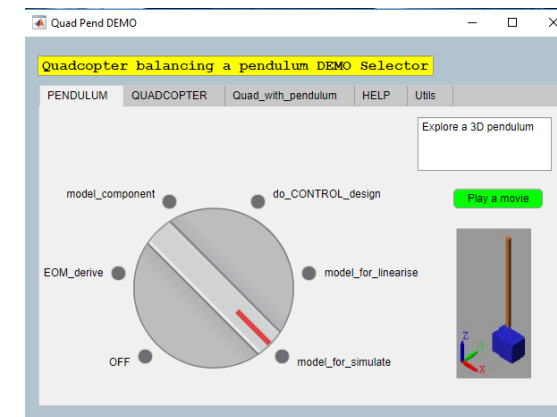 Quad Pend DEMO
Quadcopter balancing a pendulum DEMO Selector
PENDULUM QUADCOPTER Quad_with_pendulum HELP Utils
Explore a 3D pendulum
model_component do_CONTROL_design
Play a movie
EOM_derive model_for_linearise
OFF model_for_simulate
Z
Y
X